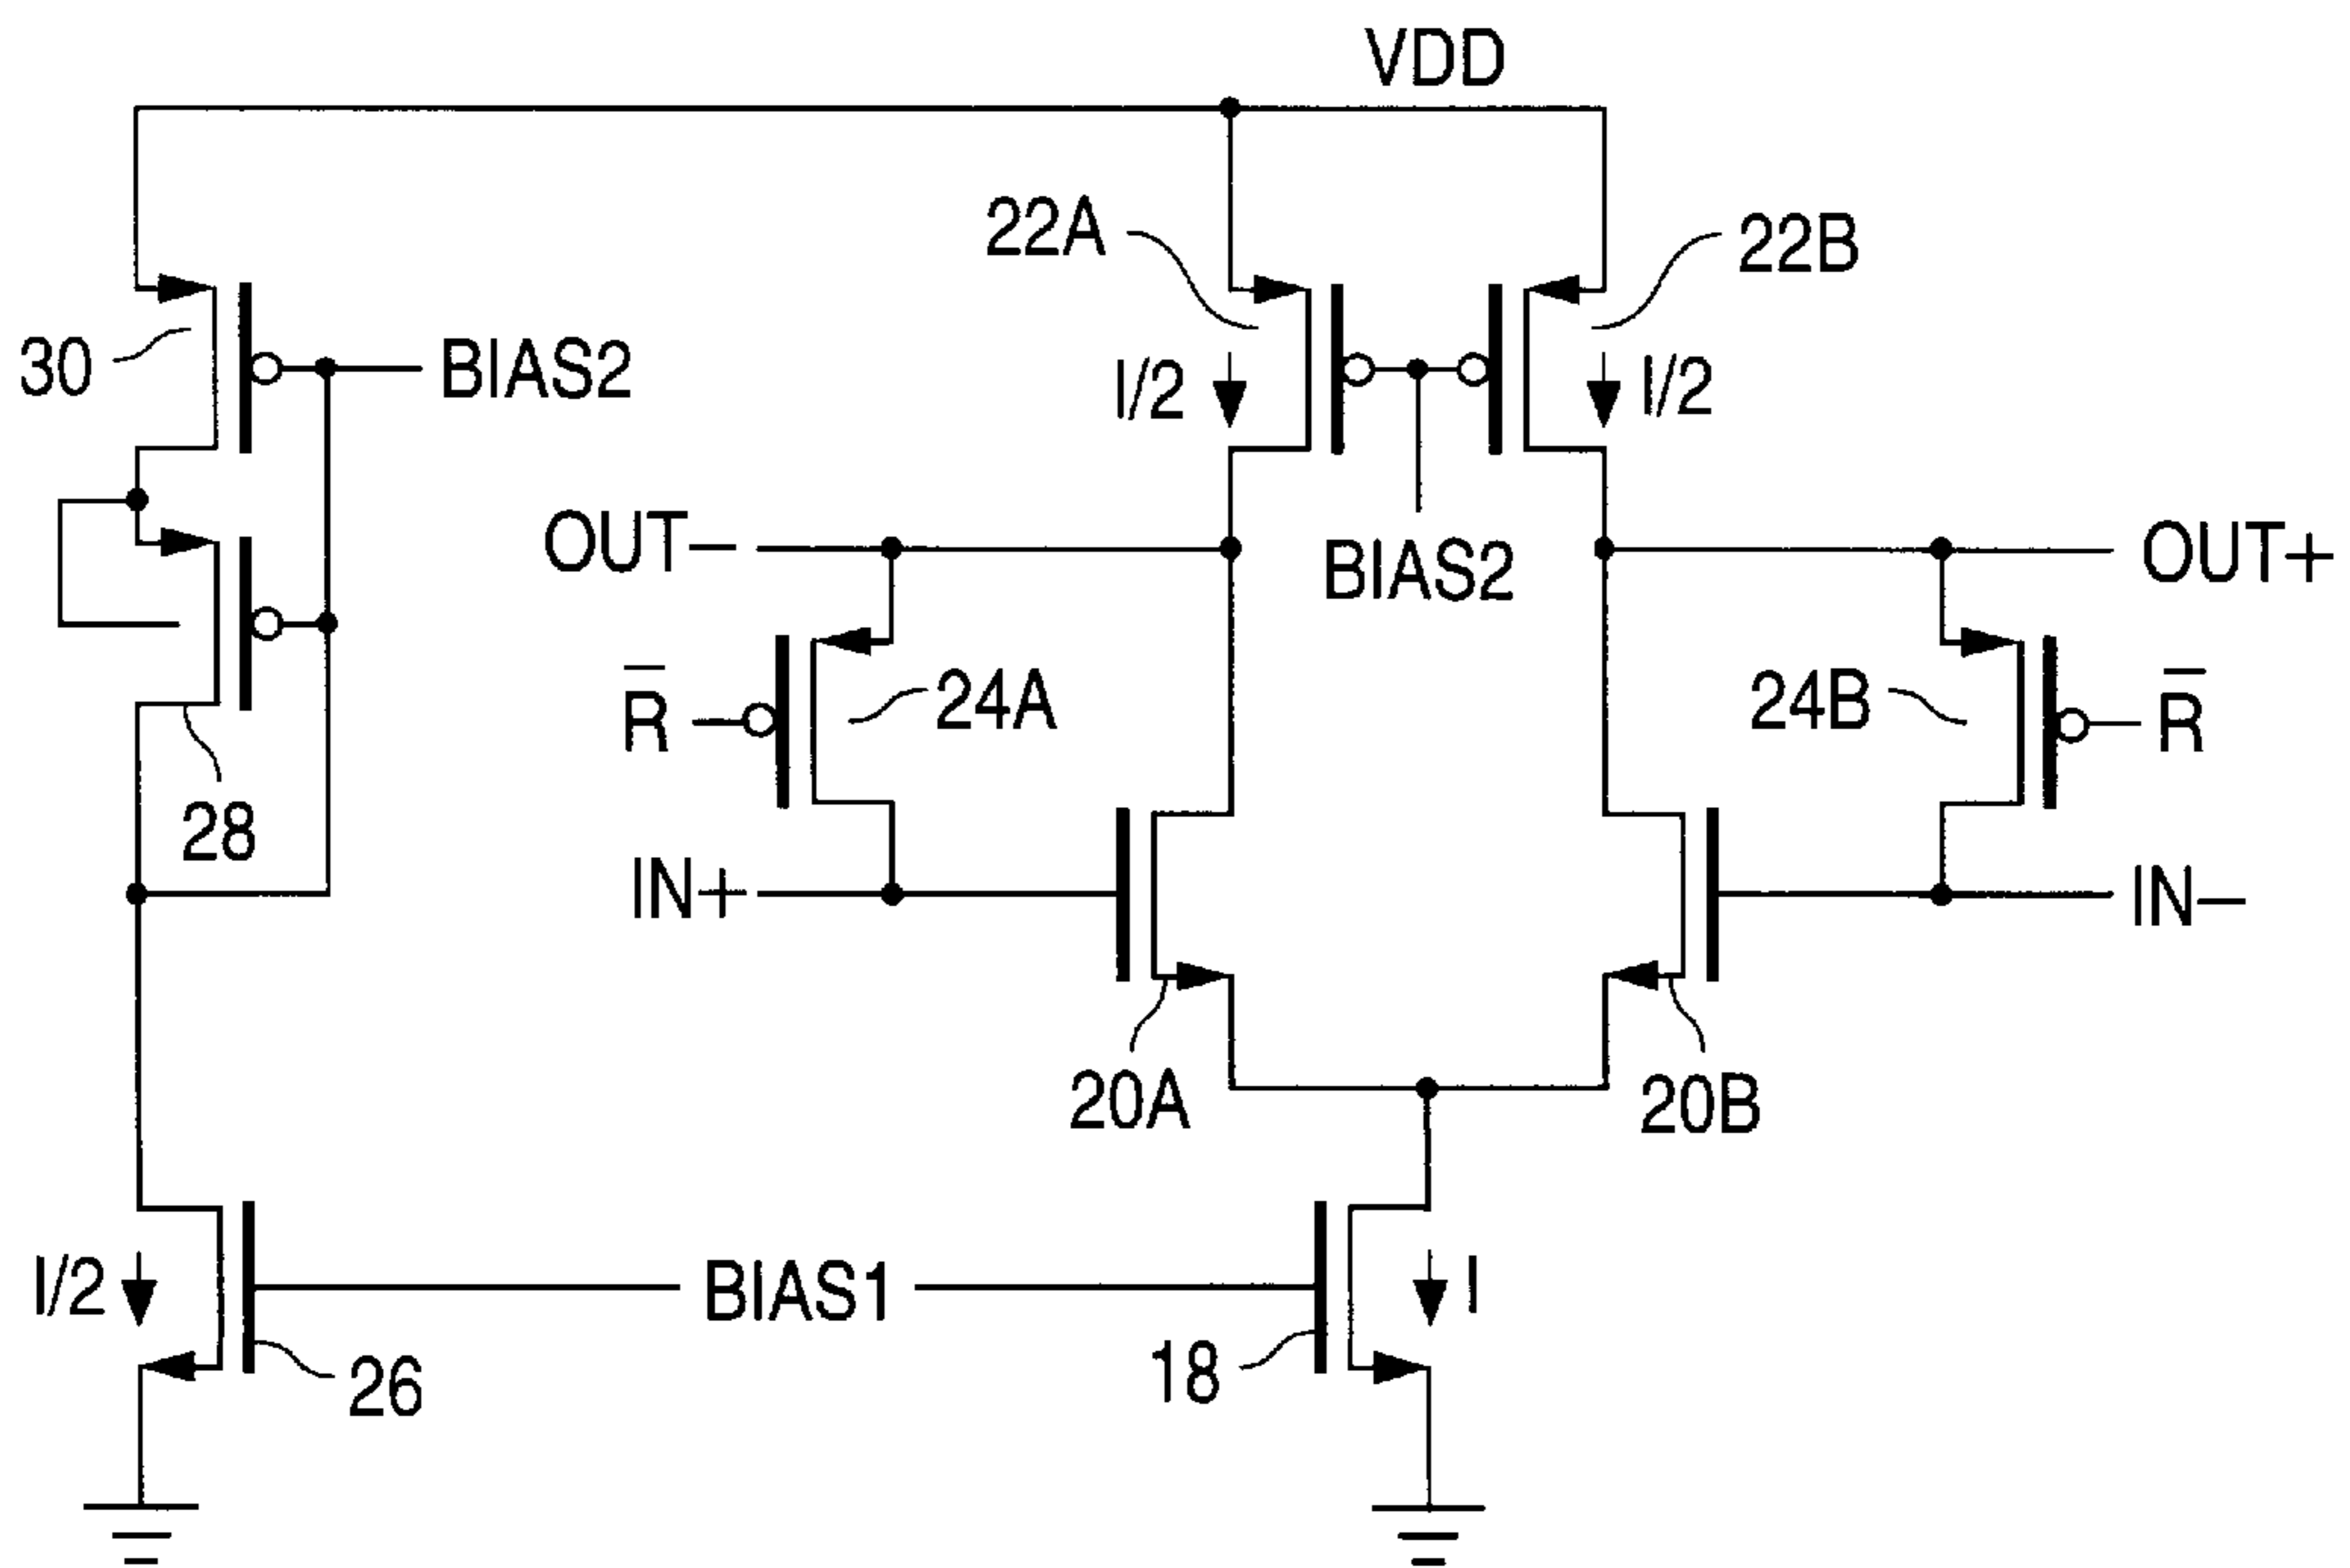 VDD
22A
22B
30
BIAS2
I/2
I/2
OUT−
BIAS2
OUT+
R̅
24A
24B
R̅
28
IN+
IN−
20A
20B
I/2
BIAS1
I
18
26